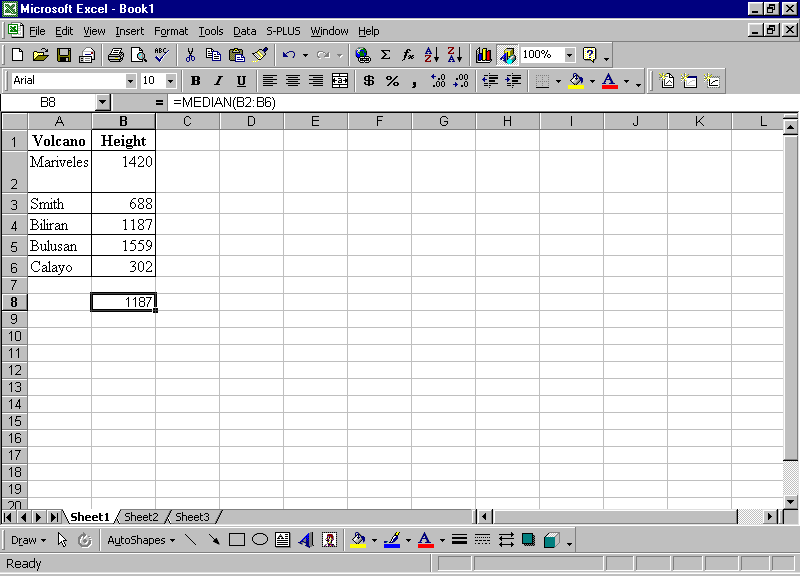 Microsoft Excel - Book1
File Edit View Insert Format Tools Data S-PLUS Window Help
100%
Arial 10 B I U $ % ,
B8 = =MEDIAN(B2:B6)
A B C D E F G H I J K L
1 Volcano Height
2 Mariveles 1420
3 Smith 688
4 Biliran 1187
5 Bulusan 1559
6 Calayo 302
7
8 1187
9
10
11
12
13
14
15
16
17
18
19
20
Sheet1 Sheet2 Sheet3
Draw AutoShapes
Ready